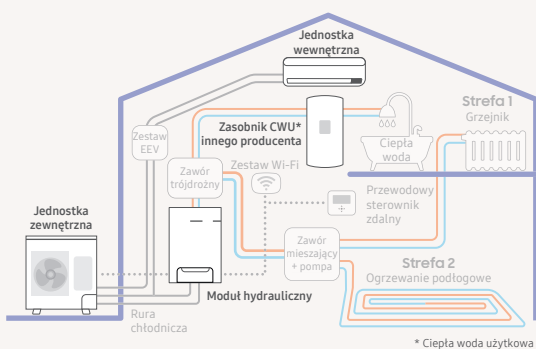 Jednostka
wewnętrzna
Zestaw
EEV
Zasobnik CWU*
innego producenta
Ciepła
woda
Strefa 1
Grzejnik
Zawór
trójdrożny
Zestaw Wi-Fi
Przewodowy
sterownik
zdalny
Jednostka
zewnętrzna
Zawór
mieszający
+ pompa
Strefa 2
Ogrzewanie podłogowe
Moduł hydrauliczny
Rura
chłodnicza
* Ciepła woda użytkowa